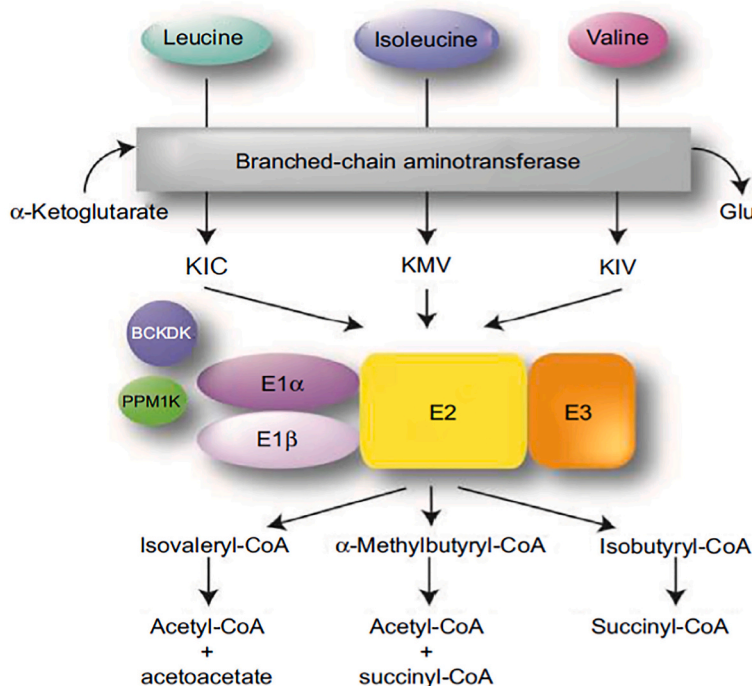 Leucine
Isoleucine
Valine
Branched-chain aminotransferase
α-Ketoglutarate
Glu
KIC
KMV
KIV
BCKDK
PPM1K
E1α
E1β
E2
E3
Isovaleryl-CoA
α-Methylbutyryl-CoA
Isobutyryl-CoA
Acetyl-CoA
+
acetoacetate
Acetyl-CoA
+
succinyl-CoA
Succinyl-CoA